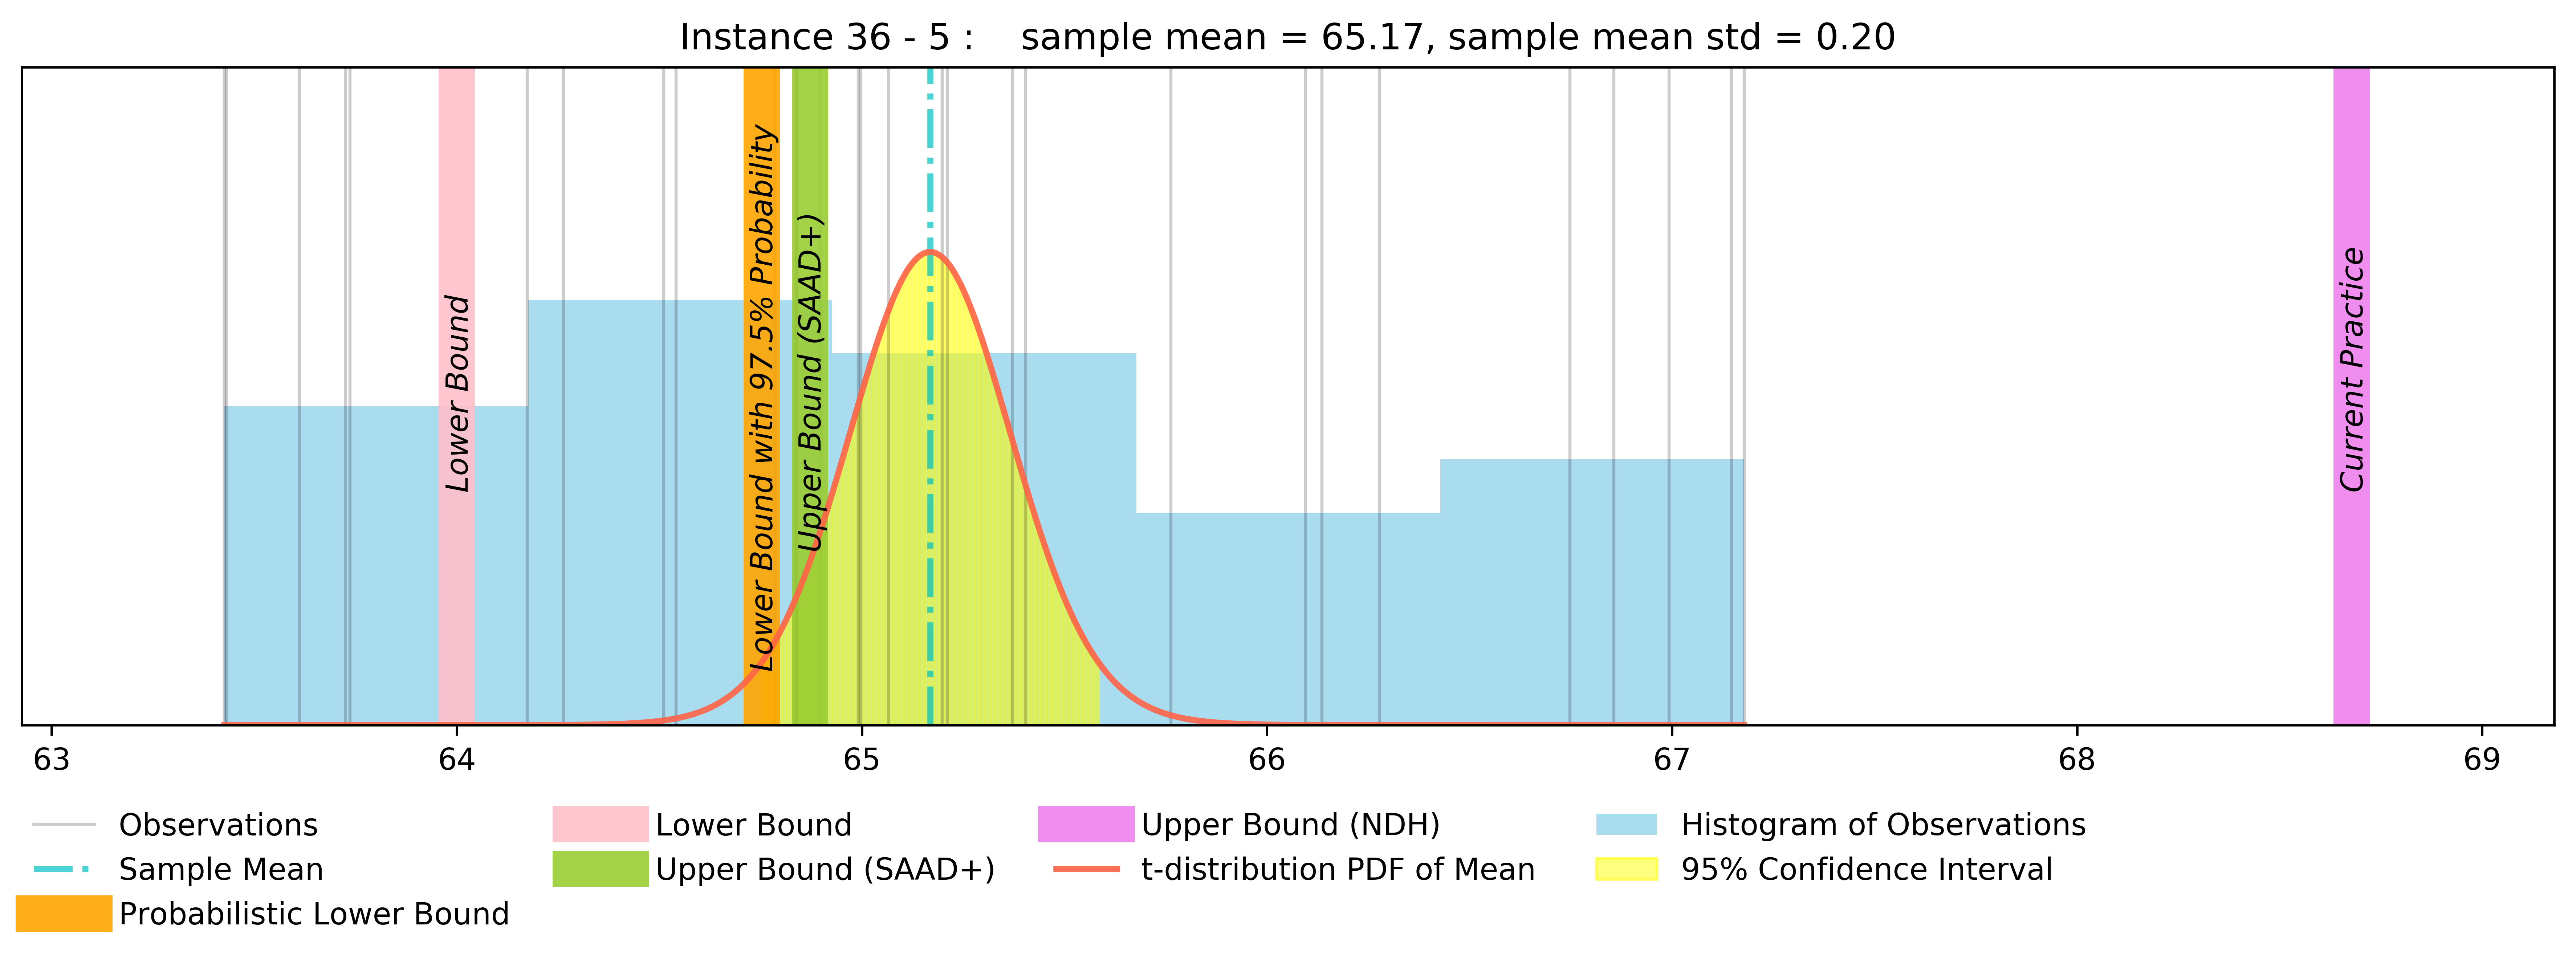 Instance 36 - 5 :    sample mean = 65.17, sample mean std = 0.20
Lower Bound
Lower Bound with 97.5% Probability
Upper Bound (SAAD+)
Current Practice
63 64 65 66 67 68 69
Observations
Sample Mean
Probabilistic Lower Bound
Lower Bound
Upper Bound (SAAD+)
Upper Bound (NDH)
t-distribution PDF of Mean
Histogram of Observations
95% Confidence Interval